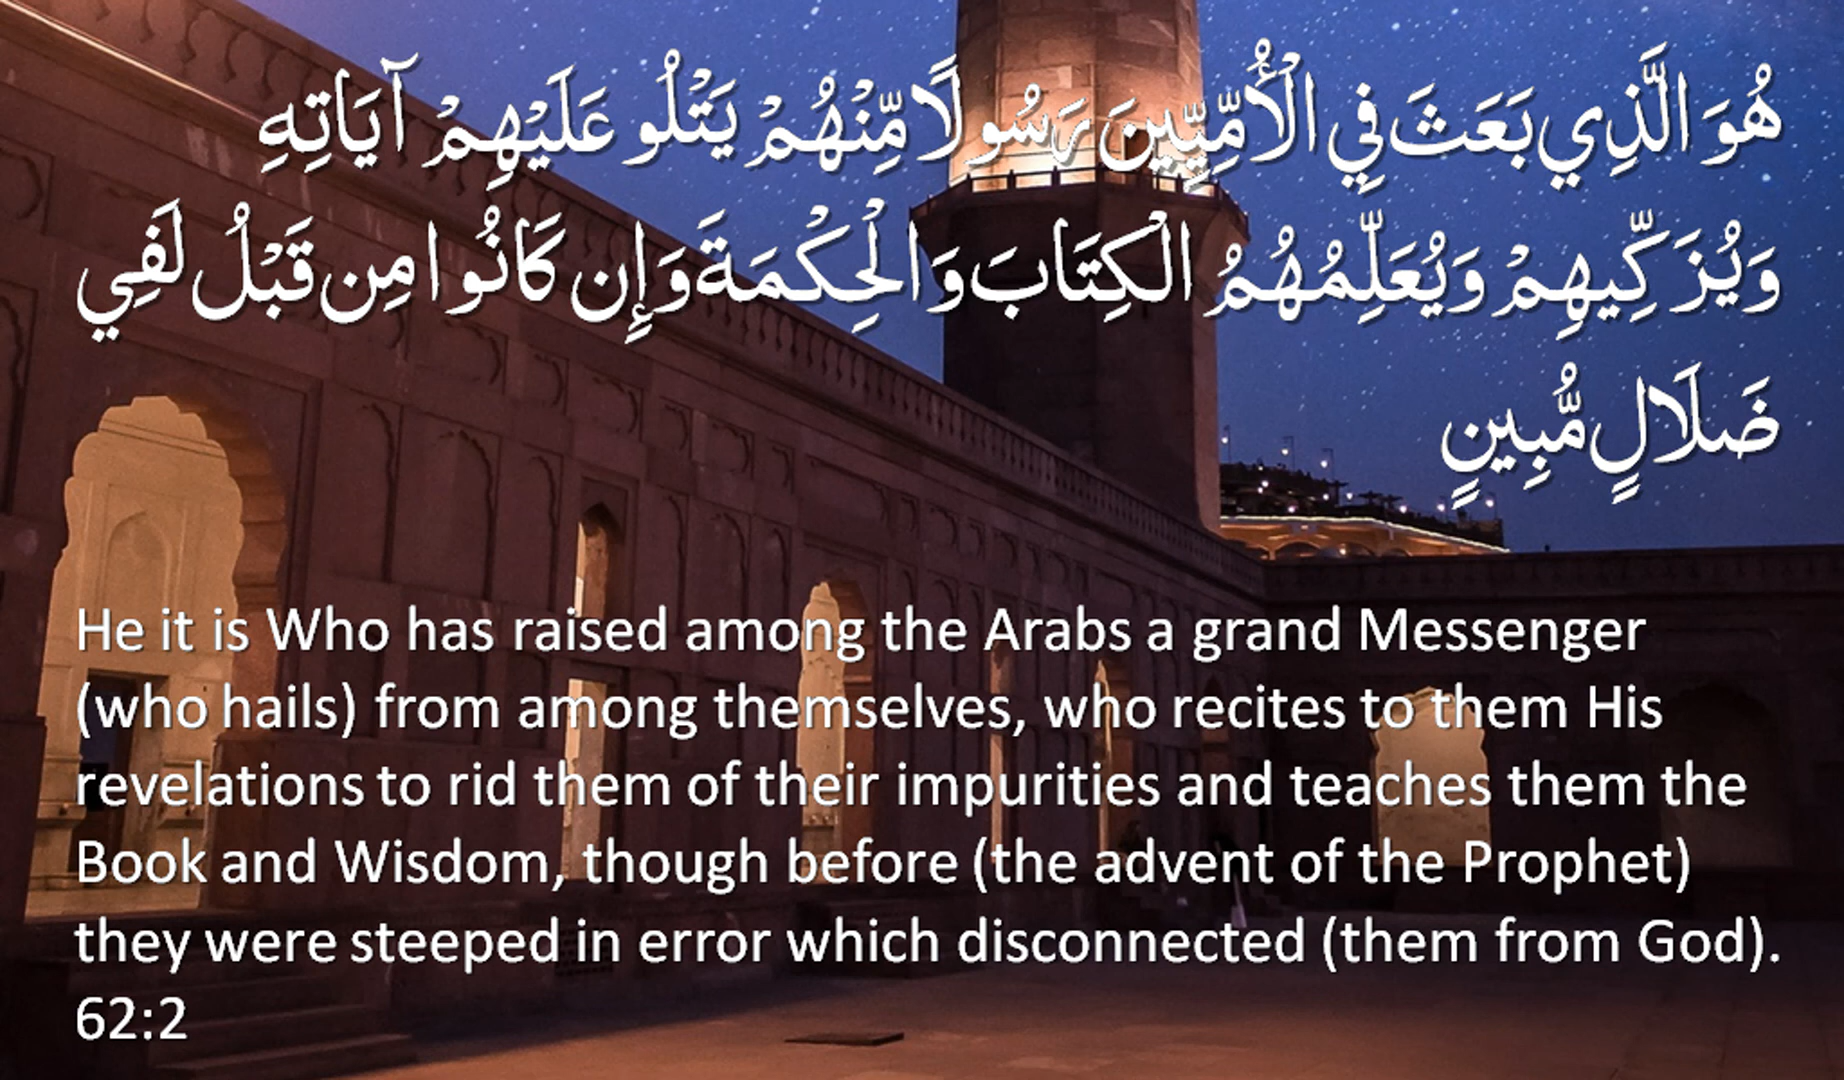 هُوَ الَّذِي بَعَثَ فِي الْأُمِّيِّينَ رَسُولًا مِّنْهُمْ يَتْلُو عَلَيْهِمْ آيَاتِهِ
وَيُزَكِّيهِمْ وَيُعَلِّمُهُمُ الْكِتَابَ وَالْحِكْمَةَ وَإِن كَانُوا مِن قَبْلُ لَفِي
ضَلَالٍ مُّبِينٍ
He it is Who has raised among the Arabs a grand Messenger
(who hails) from among themselves, who recites to them His
revelations to rid them of their impurities and teaches them the
Book and Wisdom, though before (the advent of the Prophet)
they were steeped in error which disconnected (them from God).
62:2